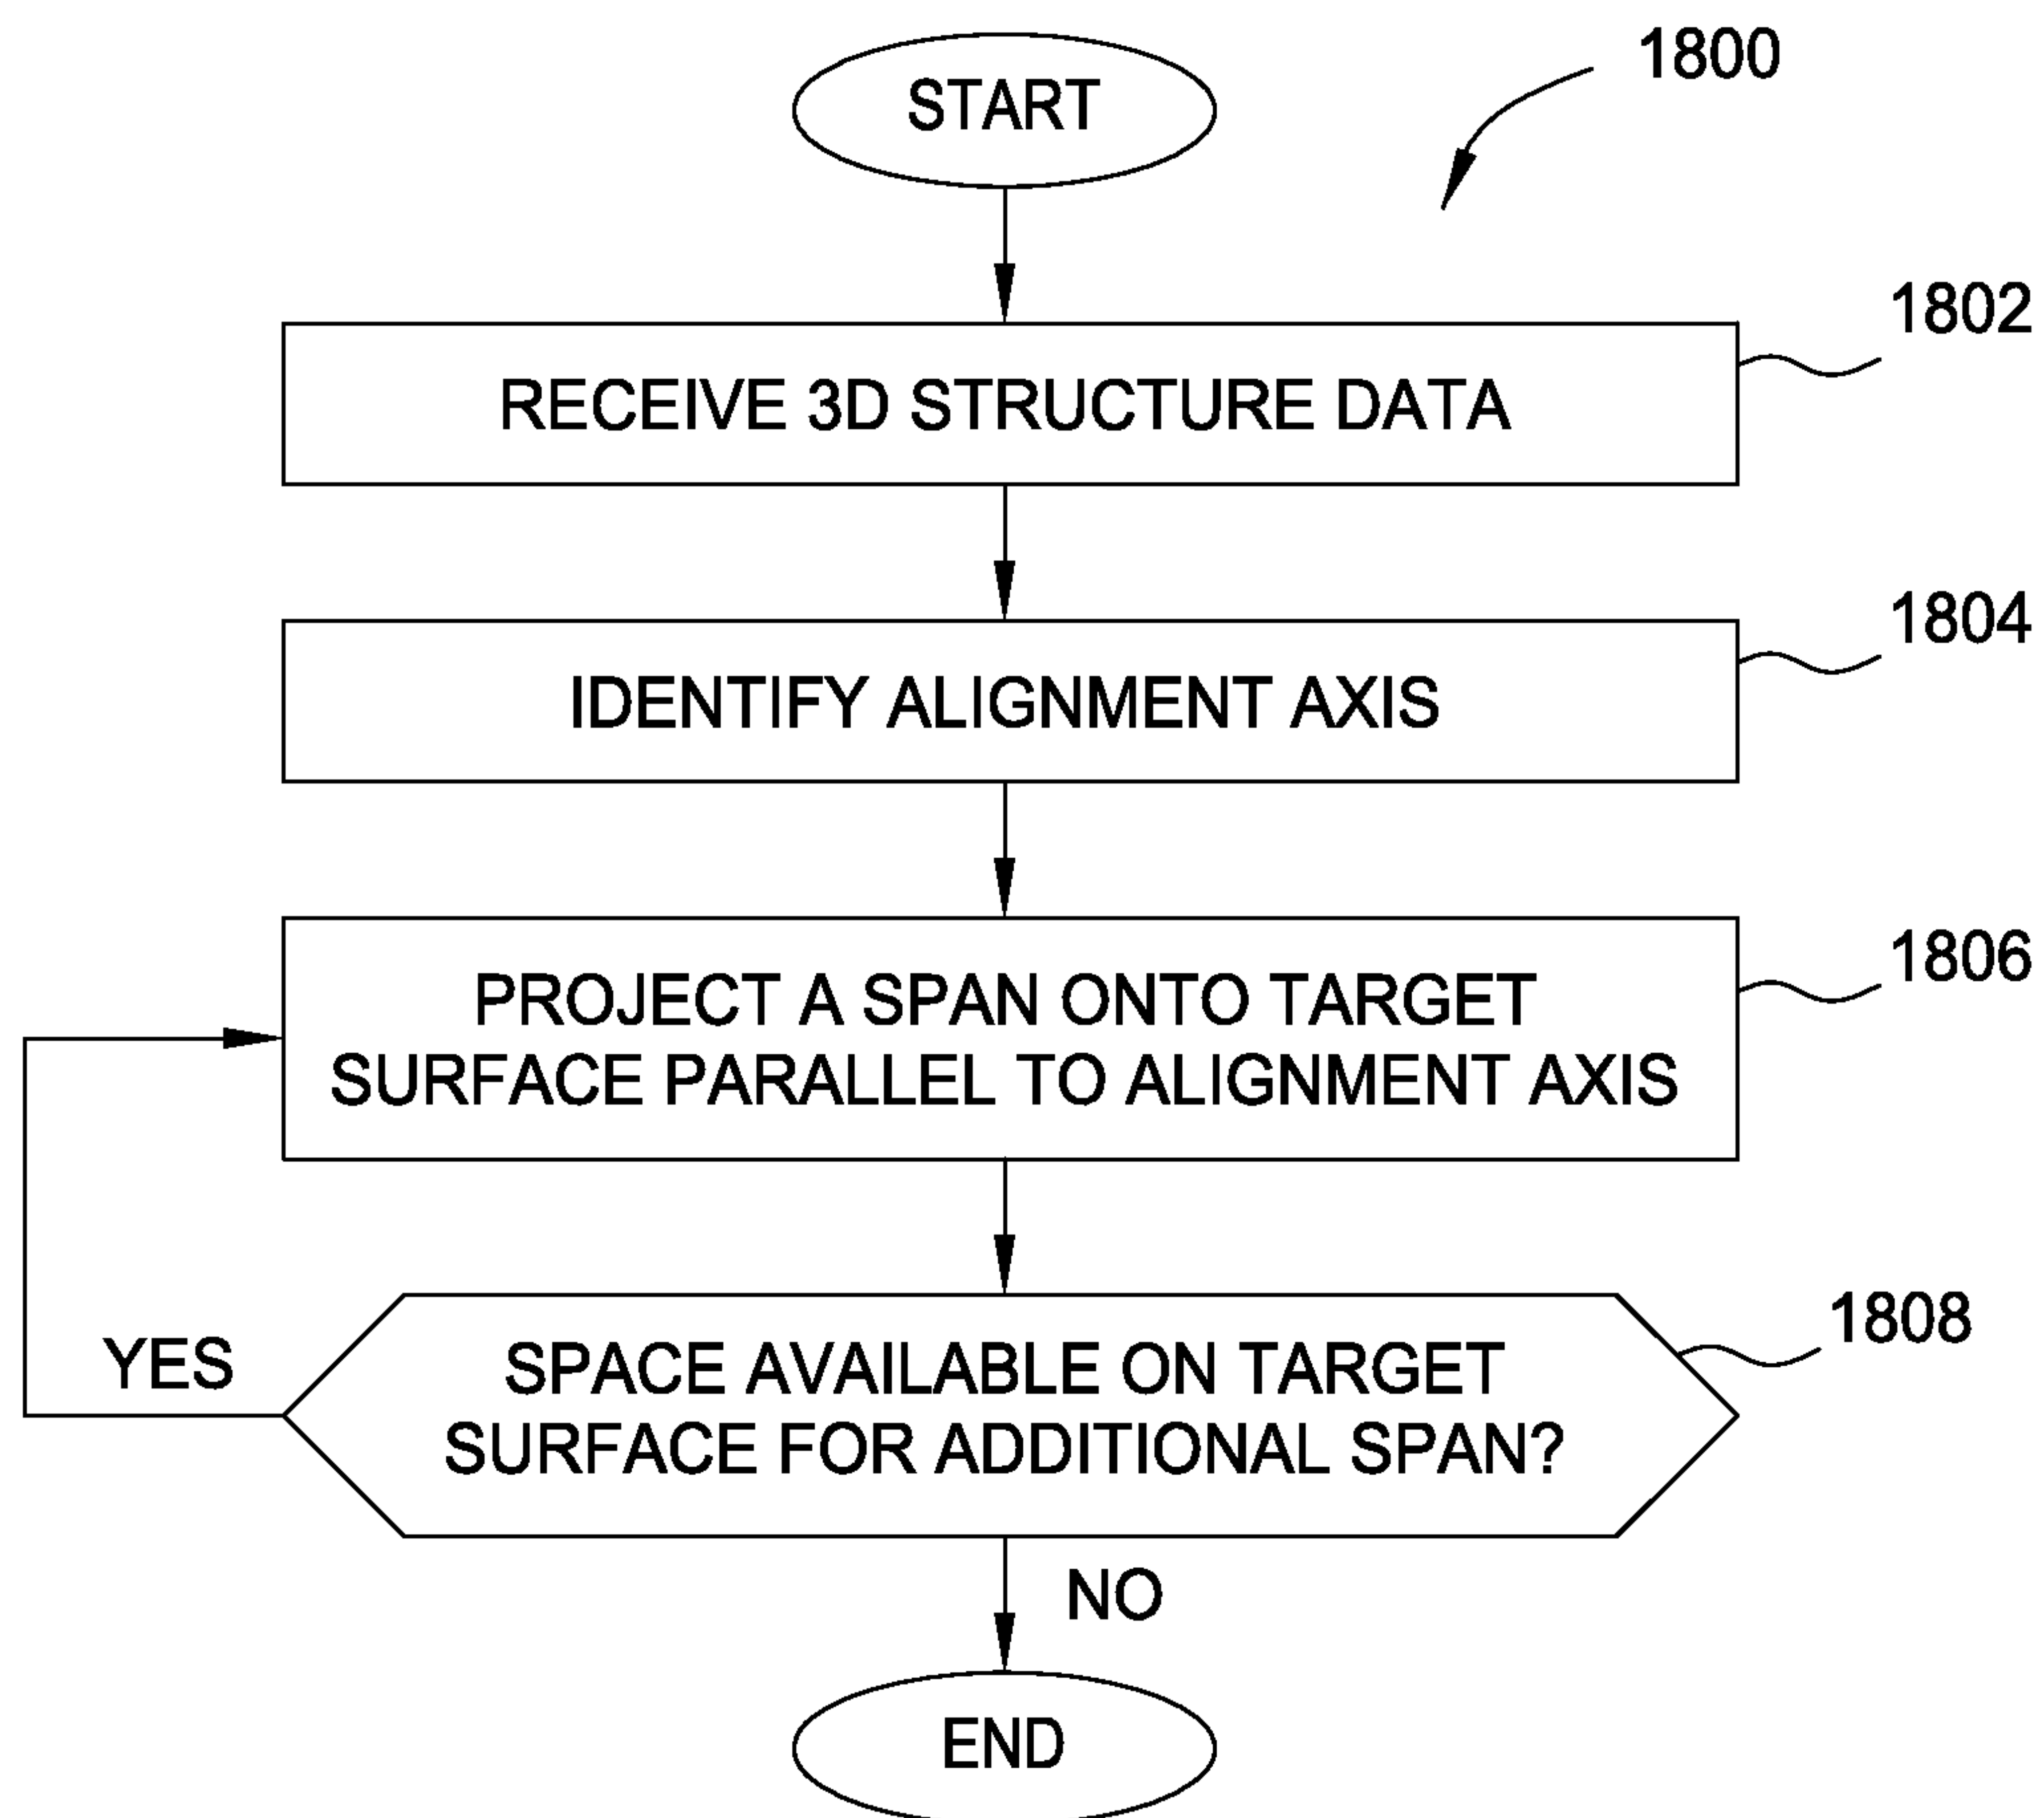 START
1800
1802
RECEIVE 3D STRUCTURE DATA
1804
IDENTIFY ALIGNMENT AXIS
1806
PROJECT A SPAN ONTO TARGET
SURFACE PARALLEL TO ALIGNMENT AXIS
1808
SPACE AVAILABLE ON TARGET
SURFACE FOR ADDITIONAL SPAN?
YES
NO
END